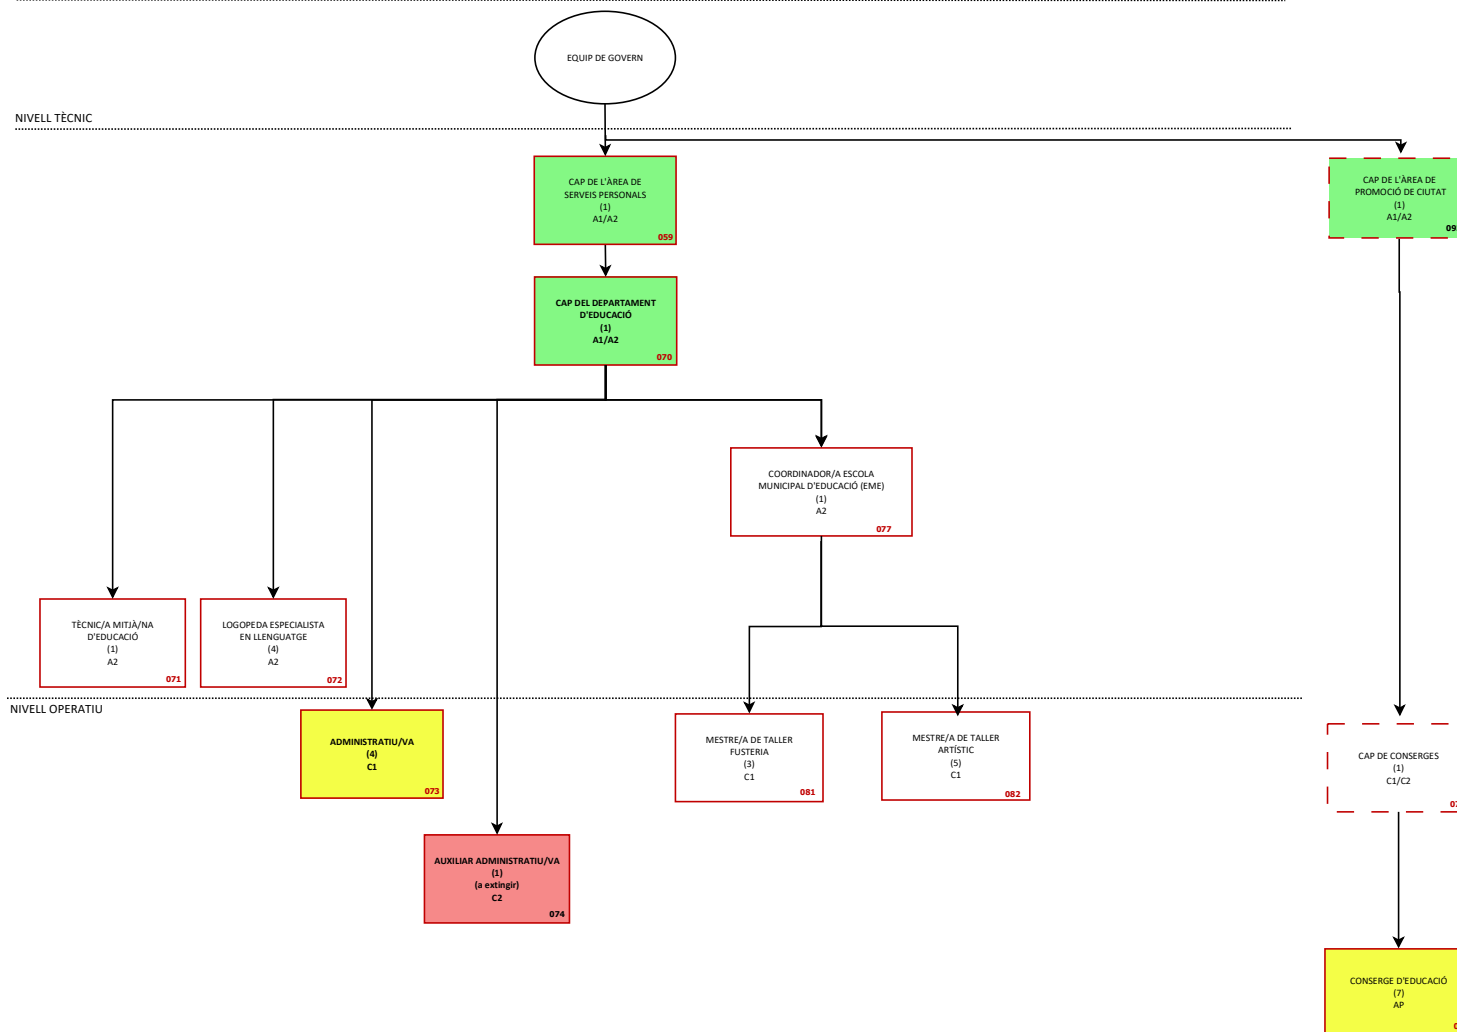 EQUIP DE GOVERN
NIVELL TÈCNIC
CAP DE L'ÀREA DE
SERVEIS PERSONALS
(1)
A1/A2
059
CAP DE L'ÀREA DE
PROMOCIÓ DE CIUTAT
(1)
A1/A2
CAP DEL DEPARTAMENT
D'EDUCACIÓ
(1)
A1/A2
070
COORDINADOR/A ESCOLA
MUNICIPAL D'EDUCACIÓ (EME)
(1)
A2
077
TÈCNIC/A MITJÀ/NA
D'EDUCACIÓ
(1)
A2
071
LOGOPEDA ESPECIALISTA
EN LLENGUATGE
(4)
A2
072
NIVELL OPERATIU
ADMINISTRATIU/VA
(4)
C1
073
MESTRE/A DE TALLER
FUSTERIA
(3)
C1
081
MESTRE/A DE TALLER
ARTÍSTIC
(5)
C1
082
CAP DE CONSERGES
(1)
C1/C2
AUXILIAR ADMINISTRATIU/VA
(1)
(a extingir)
C2
074
CONSERGE D'EDUCACIÓ
(7)
AP